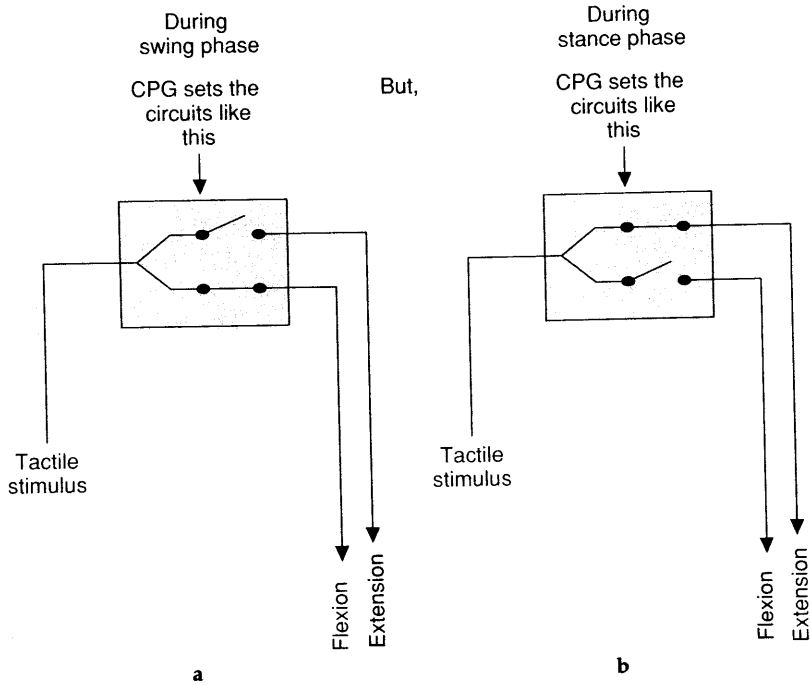 During
swing phase
CPG sets the
circuits like
this
But,
During
stance phase
CPG sets the
circuits like
this
Tactile
stimulus
Flexion
Extension
a
Tactile
stimulus
Flexion
Extension
b